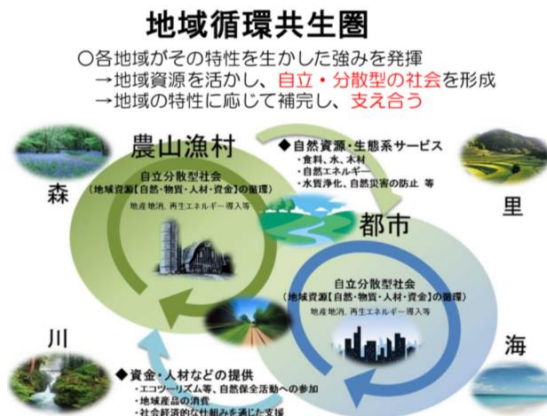 地域循環共生圏
○各地域がその特性を生かした強みを発揮
→地域資源を活かし、自立・分散型の社会を形成
→地域の特性に応じて補完し、支え合う
農山漁村
自立分散型社会
(地域資源【自然・物質・人材・資金】の循環)
地産地消、再生エネルギー導入等
◆自然資源・生態系サービス
・食料、水、木材
・自然エネルギー
・水質浄化、自然災害の防止 等
森
里
都市
自立分散型社会
(地域資源【自然・物質・人材・資金】の循環)
地産地消、再生エネルギー導入等
川
海
◆資金・人材などの提供
・エコツーリズム等、自然保全活動への参加
・地域産品の消費
・社会経済的な仕組みを通じた支援